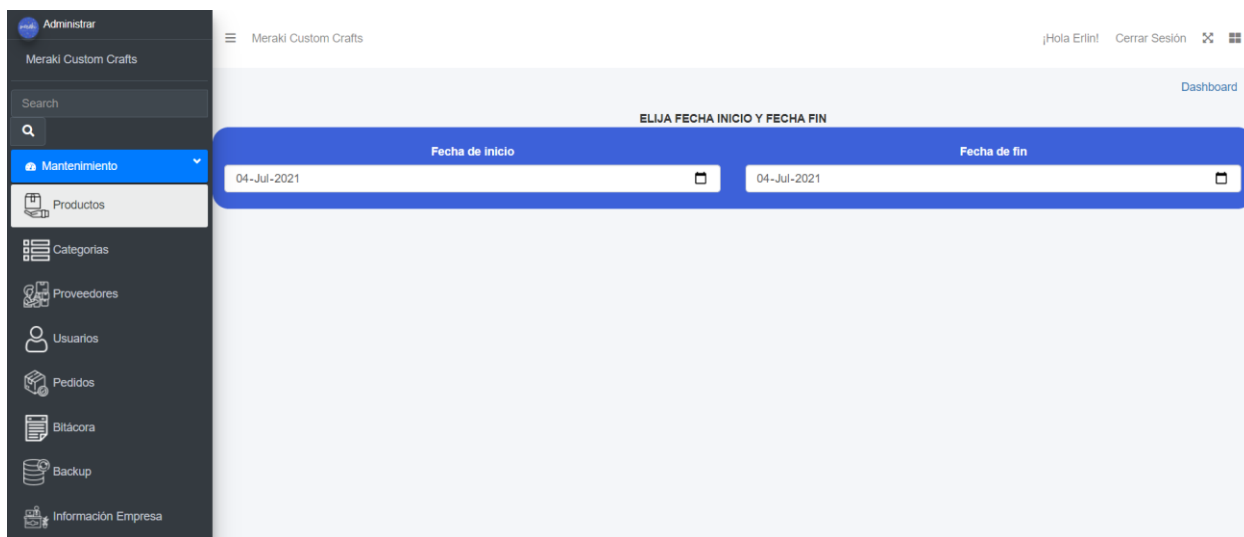 Administrar
Meraki Custom Crafts
Search
Mantenimiento
Productos
Categorias
Proveedores
Usuarios
Pedidos
Bitácora
Backup
Información Empresa
Meraki Custom Crafts
¡Hola Erlin! Cerrar Sesión
Dashboard
ELIJA FECHA INICIO Y FECHA FIN
Fecha de inicio Fecha de fin
04-Jul-2021 04-Jul-2021